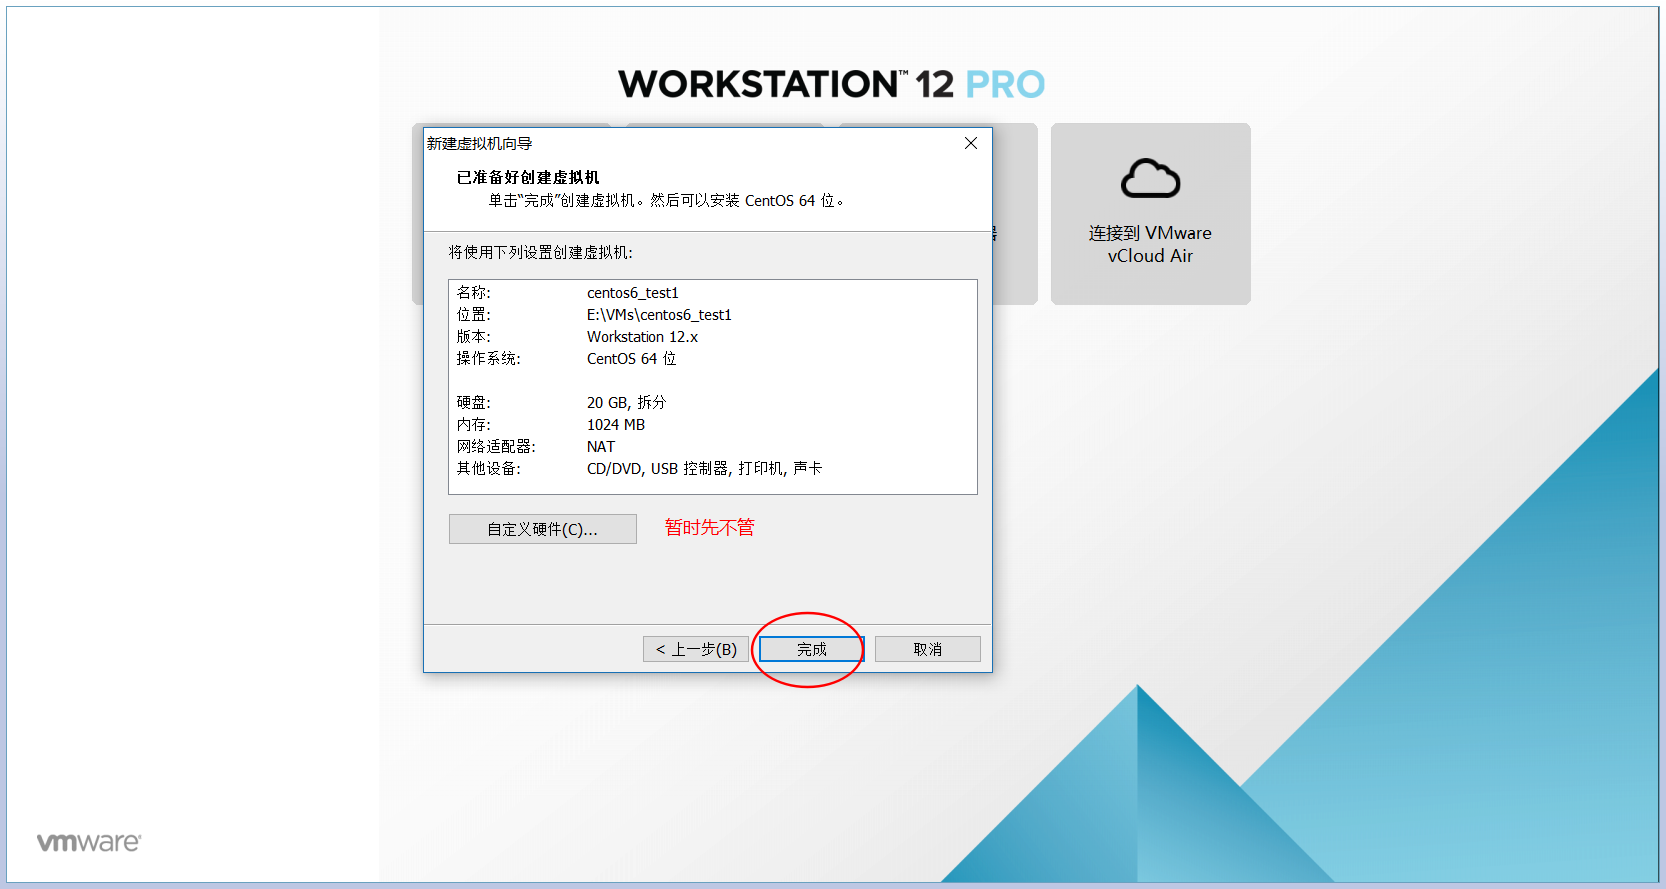 WORKSTATION™ 12 PRO
新建虚拟机向导
已准备好创建虚拟机
单击“完成”创建虚拟机。然后可以安装 CentOS 64 位。
将使用下列设置创建虚拟机:
名称: centos6_test1
位置: E:\VMs\centos6_test1
版本: Workstation 12.x
操作系统: CentOS 64 位
硬盘: 20 GB, 拆分
内存: 1024 MB
网络适配器: NAT
其他设备: CD/DVD, USB 控制器, 打印机, 声卡
自定义硬件(C)...
暂时先不管
< 上一步(B)
完成
取消
连接到 VMware
vCloud Air
vmware